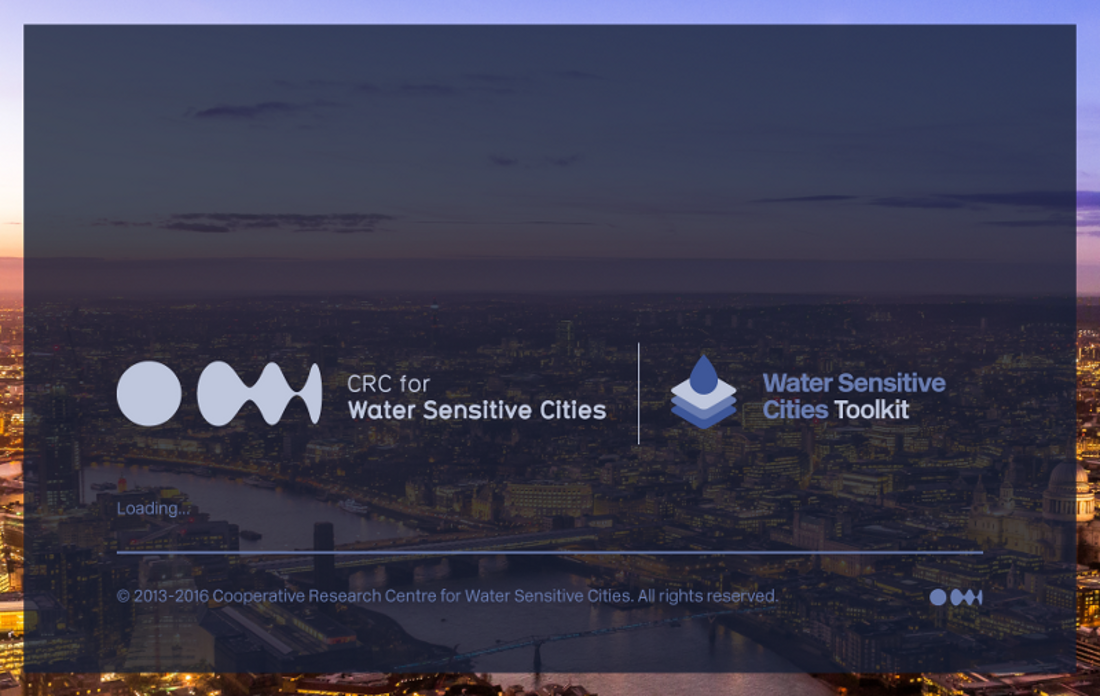 CRC for
Water Sensitive Cities
Water Sensitive
Cities Toolkit
Loading...
© 2013-2016 Cooperative Research Centre for Water Sensitive Cities. All rights reserved.